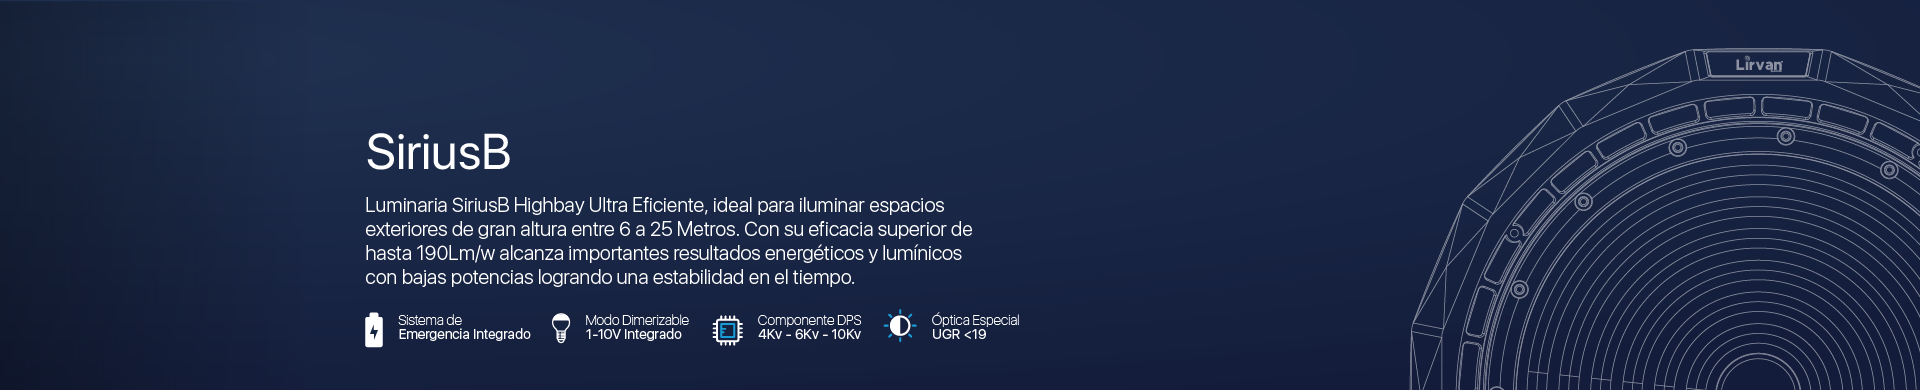 Lirvan
SiriusB
Luminaria SiriusB Highbay Ultra Eficiente, ideal para iluminar espacios
exteriores de gran altura entre 6 a 25 Metros. Con su eficacia superior de
hasta 190Lm/w alcanza importantes resultados energéticos y lumínicos
con bajas potencias logrando una estabilidad en el tiempo.
Sistema de
Emergencia Integrado
Modo Dimerizable
1-10V Integrado
Componente DPS
4Kv - 6Kv - 10Kv
Óptica Especial
UGR <19